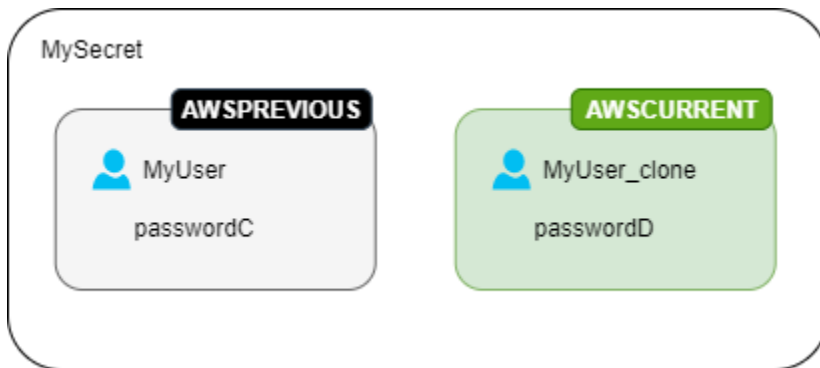 MySecret
AWSPREVIOUS
MyUser
passwordC
AWSCURRENT
MyUser_clone
passwordD